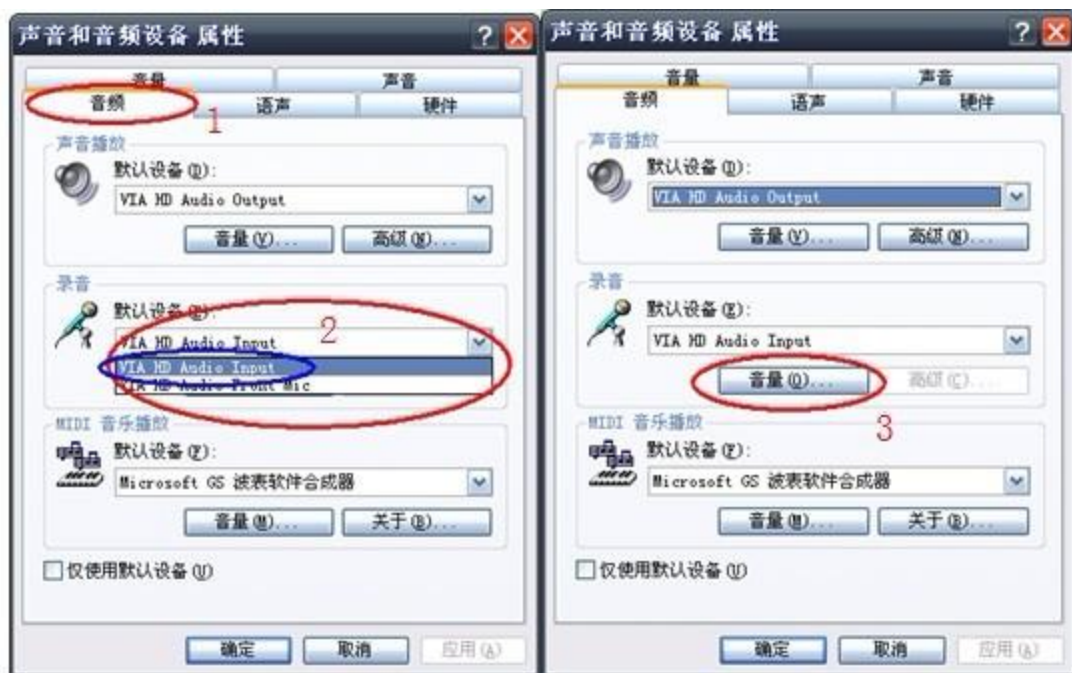 声音和音频设备 属性
音量 声音
音频 语声 硬件
1
声音播放
默认设备(D):
VIA HD Audio Output
音量(V)... 高级(N)...
录音
默认设备
2
VIA HD Audio Input
VIA HD Audio Input
VIA HD Audio Front Mic
MIDI 音乐播放
默认设备(F):
Microsoft GS 波表软件合成器
音量(M)... 关于(B)...
仅使用默认设备(U)
确定 取消 应用(A)
声音和音频设备 属性
音量 声音
音频 语声 硬件
声音播放
默认设备(D):
VIA HD Audio Output
音量(V)... 高级(N)...
录音
默认设备(E):
VIA HD Audio Input
音量(O)... 高级(C)...
3
MIDI 音乐播放
默认设备(F):
Microsoft GS 波表软件合成器
音量(M)... 关于(B)...
仅使用默认设备(U)
确定 取消 应用(A)